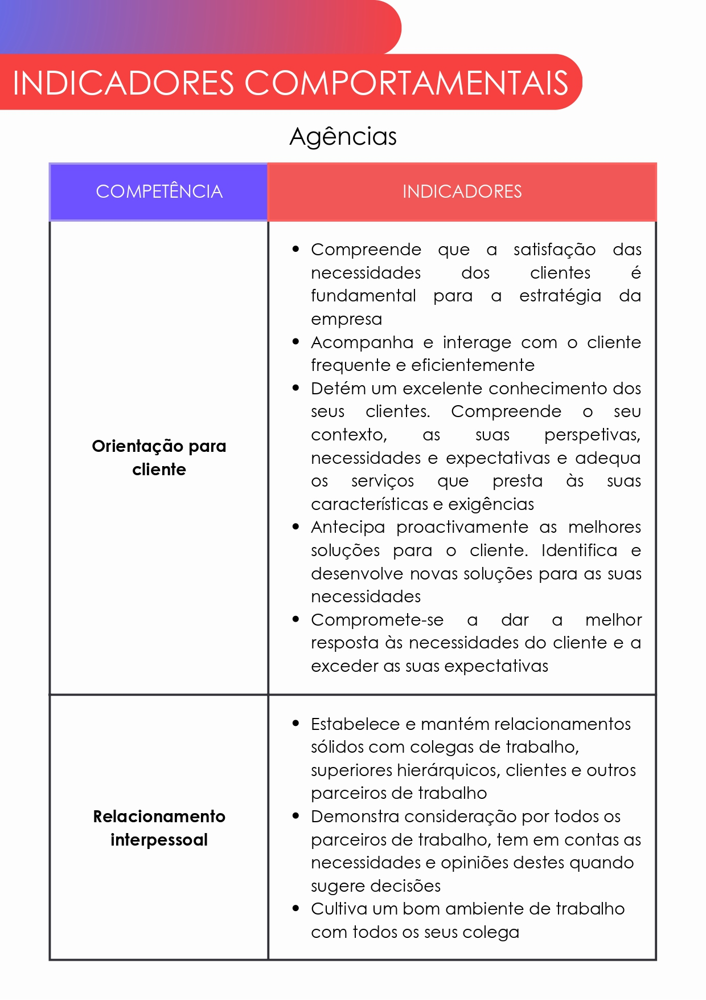 INDICADORES COMPORTAMENTAIS
Agências
COMPETÊNCIA
INDICADORES
Orientação para
cliente
• Compreende que a satisfação das
necessidades dos clientes é
fundamental para a estratégia da
empresa
• Acompanha e interage com o cliente
frequente e eficientemente
• Detém um excelente conhecimento dos
seus clientes. Compreende o seu
contexto, as suas perspetivas,
necessidades e expectativas e adequa
os serviços que presta às suas
características e exigências
• Antecipa proactivamente as melhores
soluções para o cliente. Identifica e
desenvolve novas soluções para as suas
necessidades
• Compromete-se a dar a melhor
resposta às necessidades do cliente e a
exceder as suas expectativas
Relacionamento
interpessoal
• Estabelece e mantém relacionamentos
sólidos com colegas de trabalho,
superiores hierárquicos, clientes e outros
parceiros de trabalho
• Demonstra consideração por todos os
parceiros de trabalho, tem em contas as
necessidades e opiniões destes quando
sugere decisões
• Cultiva um bom ambiente de trabalho
com todos os seus colega